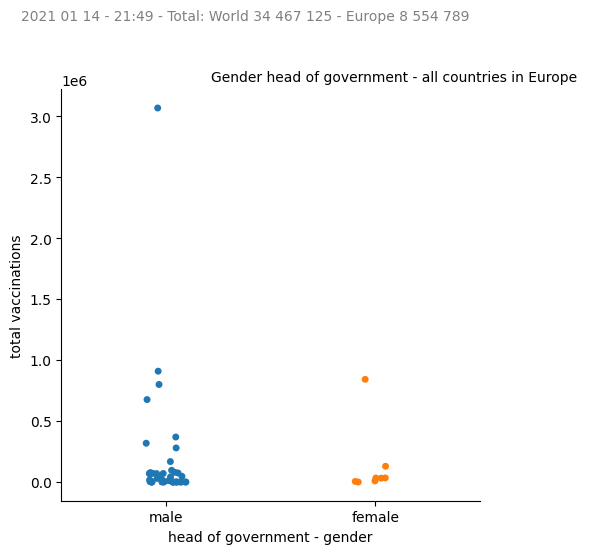 2021 01 14 - 21:49 - Total: World 34 467 125 - Europe 8 554 789
Gender head of government - all countries in Europe
1e6
3.0
2.5
2.0
1.5
1.0
0.5
0.0
total vaccinations
male female
head of government - gender